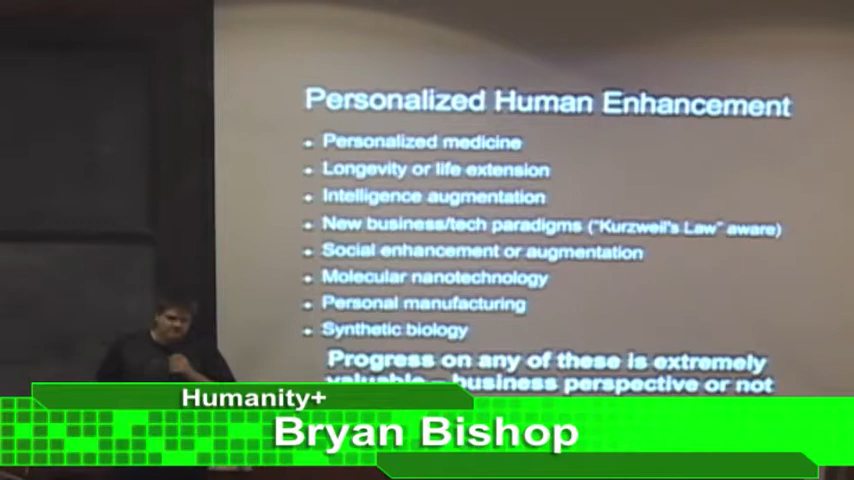 Personalized Human Enhancement
Personalized medicine
Longevity or life extension
Intelligence augmentation
New business/tech paradigms ("Kurzweil's Law" aware)
Social enhancement or augmentation
Molecular nanotechnology
Personal manufacturing
Synthetic biology
Progress on any of these is extremely
valuable – business perspective or not
Humanity+
Bryan Bishop